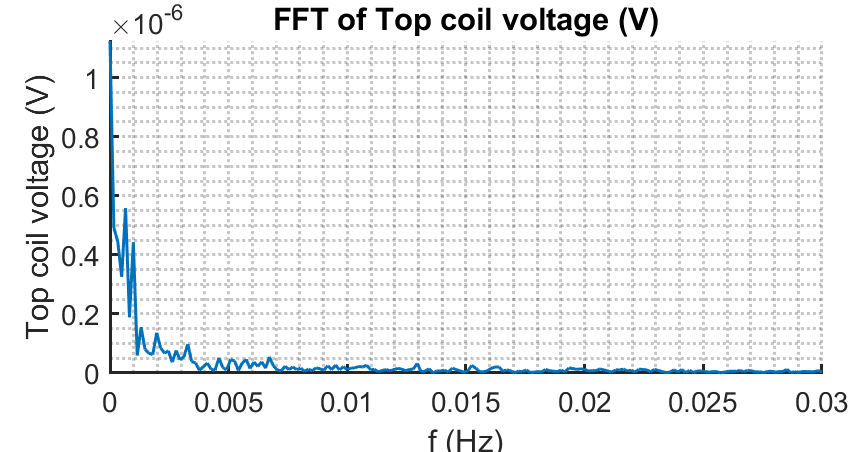 FFT of Top coil voltage (V)
×10⁻⁶
Top coil voltage (V)
1
0.8
0.6
0.4
0.2
0
0 0.005 0.01 0.015 0.02 0.025 0.03
f (Hz)